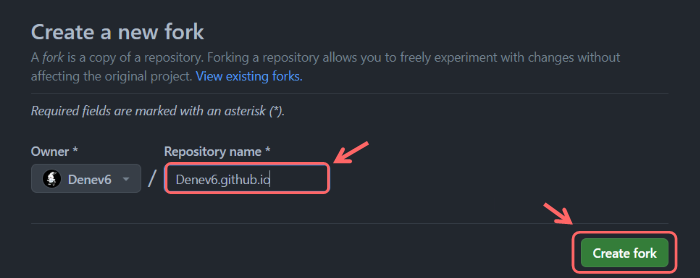 Create a new fork
A fork is a copy of a repository. Forking a repository allows you to freely experiment with changes without
affecting the original project. View existing forks.
Required fields are marked with an asterisk (*).
Owner * Repository name *
Denev6 / Denev6.github.io
Create fork